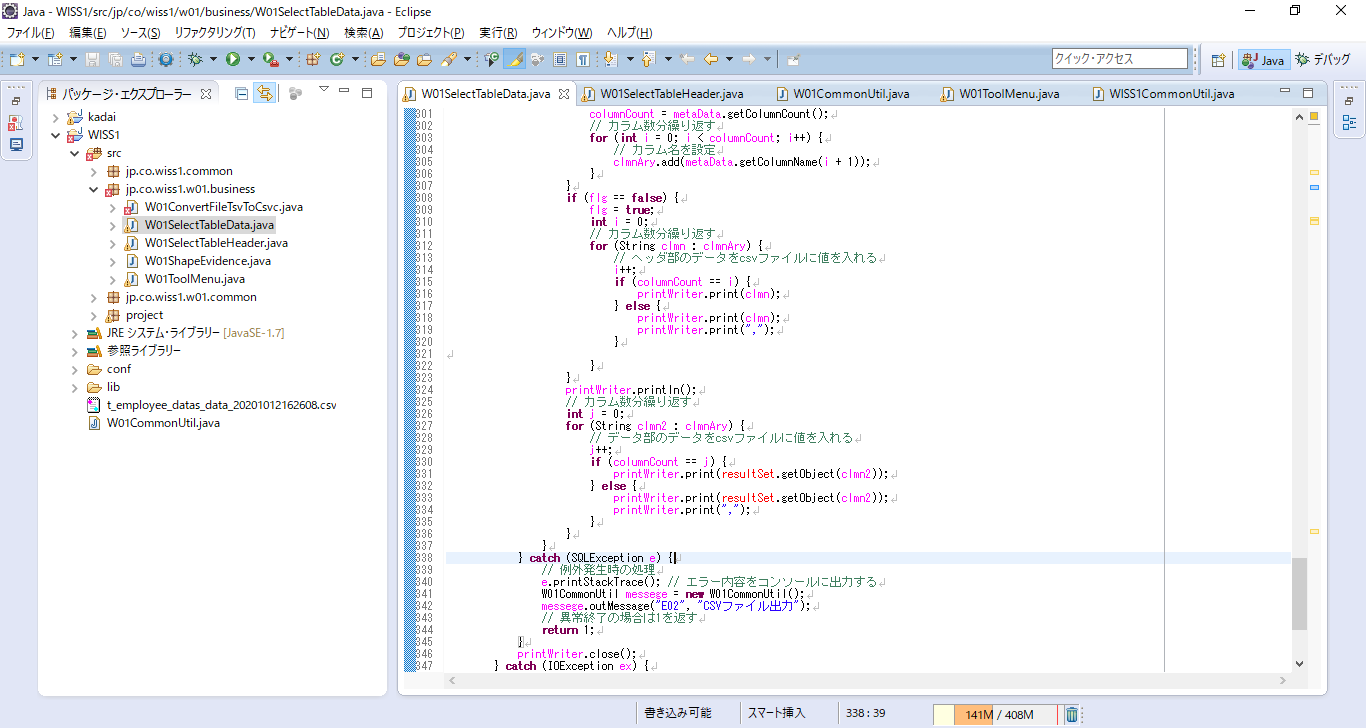 Java - WISS1/src/jp/co/wiss1/w01/business/W01SelectTableData.java - Eclipse
ファイル(F) 編集(E) ソース(S) リファクタリング(T) ナビゲート(N) 検索(A) プロジェクト(P) 実行(R) ウィンドウ(W) ヘルプ(H)
クイック・アクセス Java デバッグ
パッケージ・エクスプローラー
kadai
WISS1
src
jp.co.wiss1.common
jp.co.wiss1.w01.business
W01ConvertFileTsvToCsvc.java
W01SelectTableData.java
W01SelectTableHeader.java
W01ShapeEvidence.java
W01ToolMenu.java
jp.co.wiss1.w01.common
project
JRE システム・ライブラリー [JavaSE-1.7]
参照ライブラリー
conf
lib
t_employee_datas_data_20201012162608.csv
W01CommonUtil.java
W01SelectTableData.java W01SelectTableHeader.java W01CommonUtil.java W01ToolMenu.java WISS1CommonUtil.java
301 columnCount = metaData.getColumnCount();
302 // カラム数分繰り返す
303 for (int i = 0; i < columnCount; i++) {
304 // カラム名を設定
305 clmnAry.add(metaData.getColumnName(i + 1));
306 }
307 }
308 if (flg == false) {
309 flg = true;
310 int i = 0;
311 // カラム数分繰り返す
312 for (String clmn : clmnAry) {
313 // ヘッダ部のデータをcsvファイルに値を入れる
314 i++;
315 if (columnCount == i) {
316 printWriter.print(clmn);
317 } else {
318 printWriter.print(clmn);
319 printWriter.print(",");
320 }
321
322 }
323 }
324 printWriter.println();
325 // カラム数分繰り返す
326 int j = 0;
327 for (String clmn2 : clmnAry) {
328 // データ部のデータをcsvファイルに値を入れる
329 j++;
330 if (columnCount == j) {
331 printWriter.print(resultSet.getObject(clmn2));
332 } else {
333 printWriter.print(resultSet.getObject(clmn2));
334 printWriter.print(",");
335 }
336 }
337 }
338 } catch (SQLException e) {
339 // 例外発生時の処理
340 e.printStackTrace(); // エラー内容をコンソールに出力する
341 W01CommonUtil messege = new W01CommonUtil();
342 messege.outMessage("E02", "CSVファイル出力");
343 // 異常終了の場合は1を返す
344 return 1;
345 }
346 printWriter.close();
347 } catch (IOException ex) {
書き込み可能 スマート挿入 338 : 39 141M / 408M